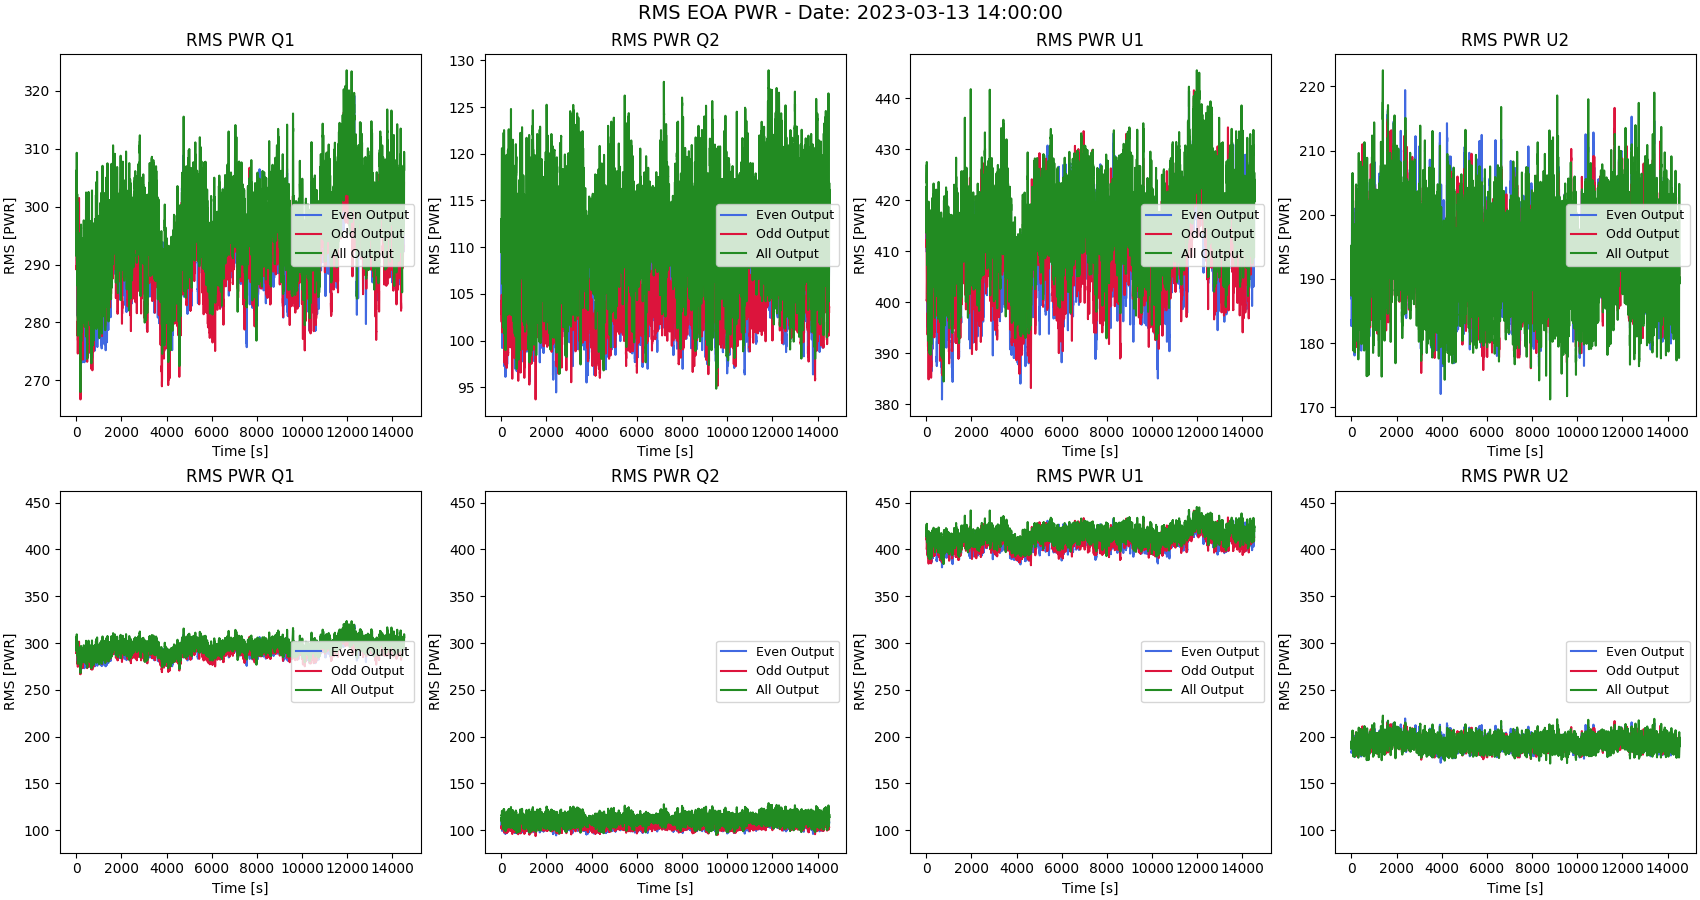 RMS EOA PWR - Date: 2023-03-13 14:00:00
RMS PWR Q1
RMS [PWR]
320
310
300
290
280
270
0 2000 4000 6000 8000 10000 12000 14000
Time [s]
Even Output
Odd Output
All Output
RMS PWR Q2
RMS [PWR]
130
125
120
115
110
105
100
95
0 2000 4000 6000 8000 10000 12000 14000
Time [s]
Even Output
Odd Output
All Output
RMS PWR U1
RMS [PWR]
440
430
420
410
400
390
380
0 2000 4000 6000 8000 10000 12000 14000
Time [s]
Even Output
Odd Output
All Output
RMS PWR U2
RMS [PWR]
220
210
200
190
180
170
0 2000 4000 6000 8000 10000 12000 14000
Time [s]
Even Output
Odd Output
All Output
RMS PWR Q1
RMS [PWR]
450
400
350
300
250
200
150
100
0 2000 4000 6000 8000 10000 12000 14000
Time [s]
Even Output
Odd Output
All Output
RMS PWR Q2
RMS [PWR]
450
400
350
300
250
200
150
100
0 2000 4000 6000 8000 10000 12000 14000
Time [s]
Even Output
Odd Output
All Output
RMS PWR U1
RMS [PWR]
450
400
350
300
250
200
150
100
0 2000 4000 6000 8000 10000 12000 14000
Time [s]
Even Output
Odd Output
All Output
RMS PWR U2
RMS [PWR]
450
400
350
300
250
200
150
100
0 2000 4000 6000 8000 10000 12000 14000
Time [s]
Even Output
Odd Output
All Output